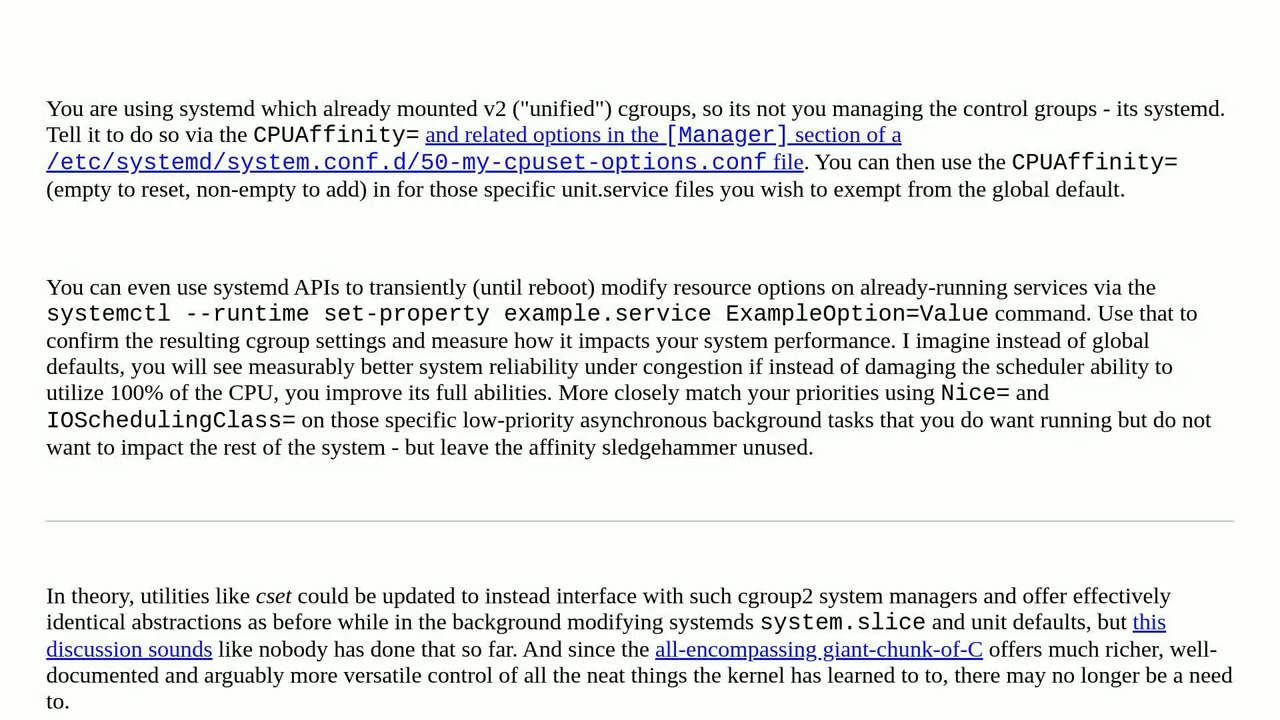 You are using systemd which already mounted v2 ("unified") cgroups, so its not you managing the control groups - its systemd.
Tell it to do so via the CPUAffinity= and related options in the [Manager] section of a
/etc/systemd/system.conf.d/50-my-cpuset-options.conf file. You can then use the CPUAffinity=
(empty to reset, non-empty to add) in for those specific unit.service files you wish to exempt from the global default.
You can even use systemd APIs to transiently (until reboot) modify resource options on already-running services via the
systemctl --runtime set-property example.service ExampleOption=Value command. Use that to
confirm the resulting cgroup settings and measure how it impacts your system performance. I imagine instead of global
defaults, you will see measurably better system reliability under congestion if instead of damaging the scheduler ability to
utilize 100% of the CPU, you improve its full abilities. More closely match your priorities using Nice= and
IOSchedulingClass= on those specific low-priority asynchronous background tasks that you do want running but do not
want to impact the rest of the system - but leave the affinity sledgehammer unused.
In theory, utilities like cset could be updated to instead interface with such cgroup2 system managers and offer effectively
identical abstractions as before while in the background modifying systemds system.slice and unit defaults, but this
discussion sounds like nobody has done that so far. And since the all-encompassing giant-chunk-of-C offers much richer, well-
documented and arguably more versatile control of all the neat things the kernel has learned to to, there may no longer be a need
to.